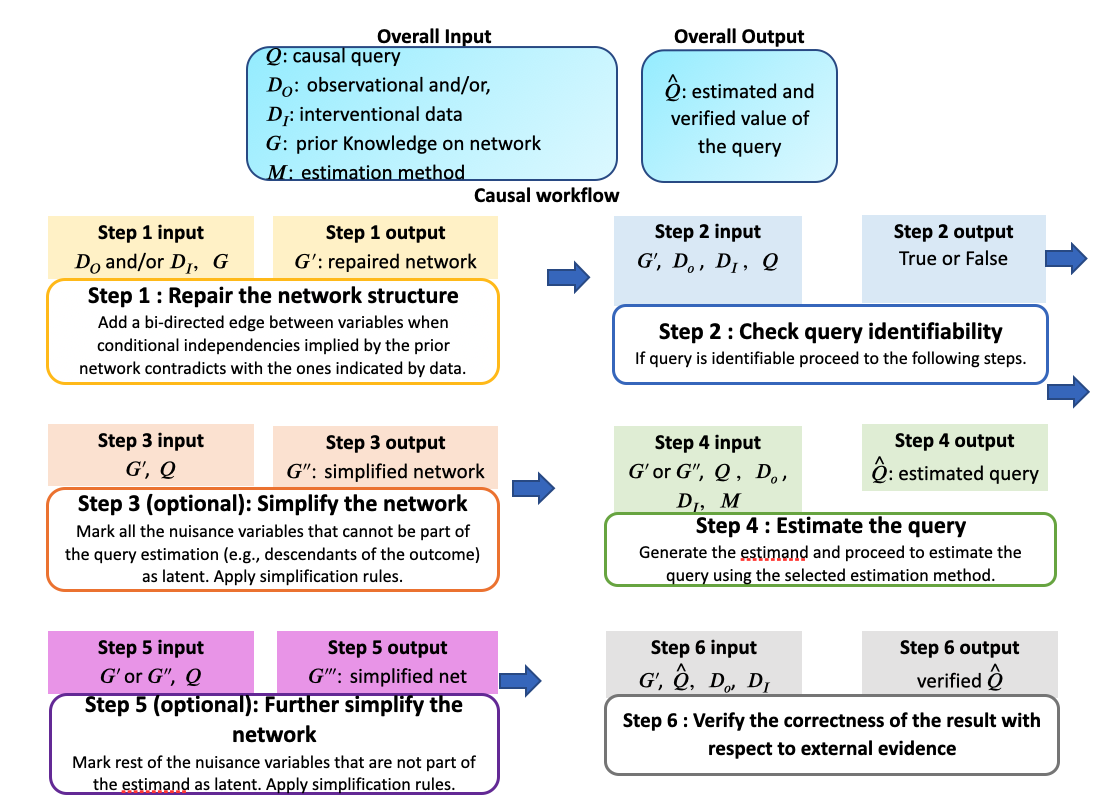 Overall Input
Q: causal query
D_O: observational and/or,
D_I: interventional data
G: prior Knowledge on network
M: estimation method
Overall Output
Q̂: estimated and
verified value of
the query
Causal workflow
Step 1 input
D_O and/or D_I, G
Step 1 output
G′: repaired network
Step 1 : Repair the network structure
Add a bi-directed edge between variables when
conditional independencies implied by the prior
network contradicts with the ones indicated by data.
Step 2 input
G′, D_o, D_I, Q
Step 2 output
True or False
Step 2 : Check query identifiability
If query is identifiable proceed to the following steps.
Step 3 input
G′, Q
Step 3 output
G″: simplified network
Step 3 (optional): Simplify the network
Mark all the nuisance variables that cannot be part of
the query estimation (e.g., descendants of the outcome)
as latent. Apply simplification rules.
Step 4 input
G′ or G″, Q , D_o,
D_I, M
Step 4 output
Q̂: estimated query
Step 4 : Estimate the query
Generate the estimand and proceed to estimate the
query using the selected estimation method.
Step 5 input
G′ or G″, Q
Step 5 output
G‴: simplified net
Step 5 (optional): Further simplify the
network
Mark rest of the nuisance variables that are not part of
the estimand as latent. Apply simplification rules.
Step 6 input
G′, Q̂, D_o, D_I
Step 6 output
verified Q̂
Step 6 : Verify the correctness of the result with
respect to external evidence